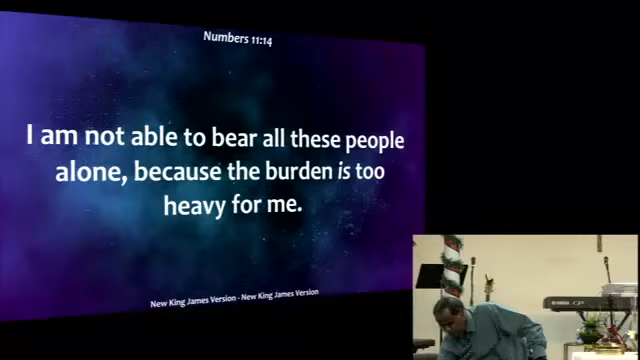 Numbers 11:14
I am not able to bear all these people
alone, because the burden is too
heavy for me.
New King James Version - New King James Version
YAMAHA